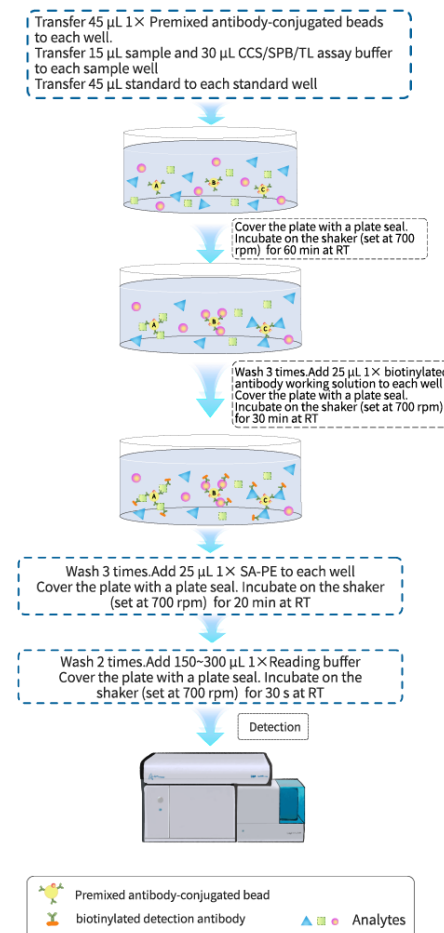 Transfer 45 µL 1× Premixed antibody-conjugated beads
to each well.
Transfer 15 µL sample and 30 µL CCS/SPB/TL assay buffer
to each sample well
Transfer 45 µL standard to each standard well
A
B
C
Cover the plate with a plate seal.
Incubate on the shaker (set at 700
rpm) for 60 min at RT
A
B
C
Wash 3 times.Add 25 µL 1× biotinylated
antibody working solution to each well
Cover the plate with a plate seal.
Incubate on the shaker (set at 700 rpm)
for 30 min at RT
A
B
C
Wash 3 times.Add 25 µL 1× SA-PE to each well
Cover the plate with a plate seal. Incubate on the shaker
(set at 700 rpm) for 20 min at RT
Wash 2 times.Add 150~300 µL 1×Reading buffer
Cover the plate with a plate seal. Incubate on the
shaker (set at 700 rpm) for 30 s at RT
Detection
Premixed antibody-conjugated bead
biotinylated detection antibody
Analytes